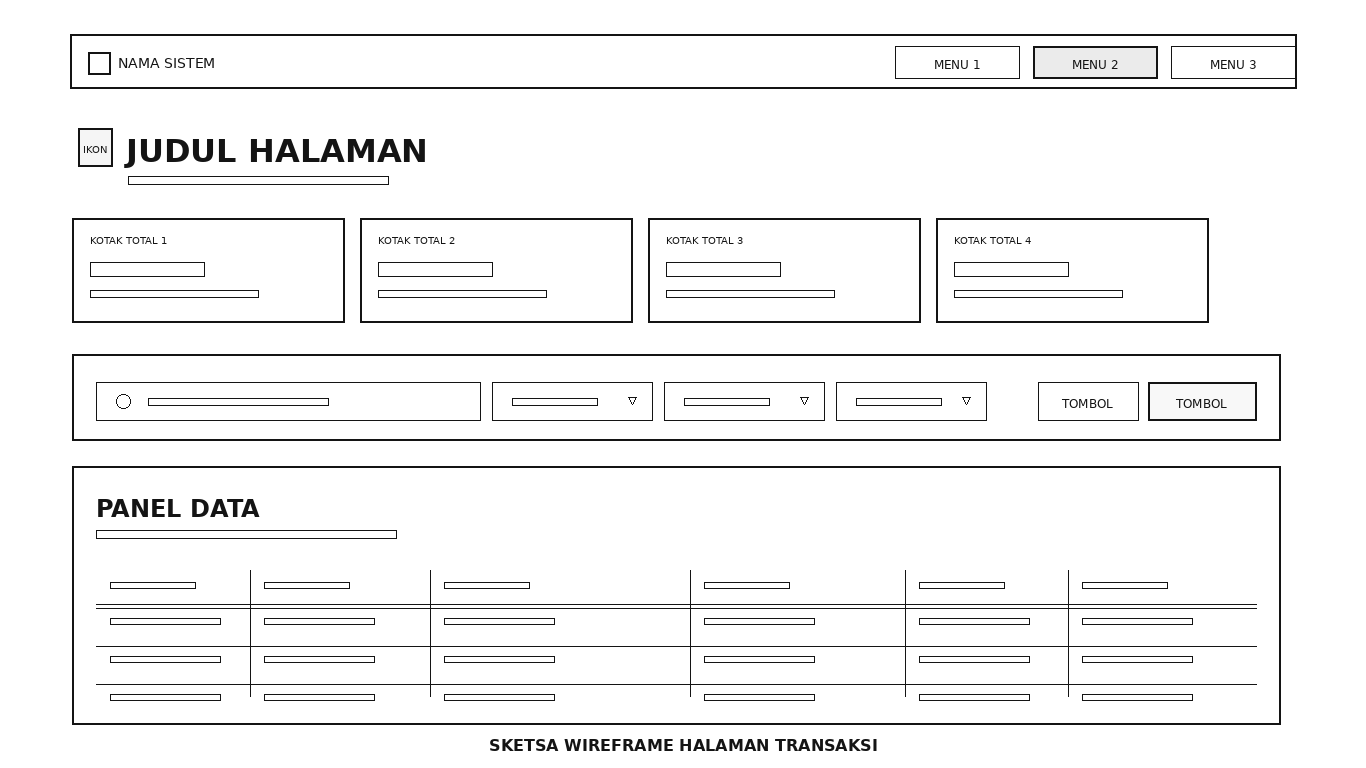 NAMA SISTEM
MENU 1
MENU 2
MENU 3
IKON
JUDUL HALAMAN
KOTAK TOTAL 1
KOTAK TOTAL 2
KOTAK TOTAL 3
KOTAK TOTAL 4
TOMBOL
TOMBOL
PANEL DATA
SKETSA WIREFRAME HALAMAN TRANSAKSI